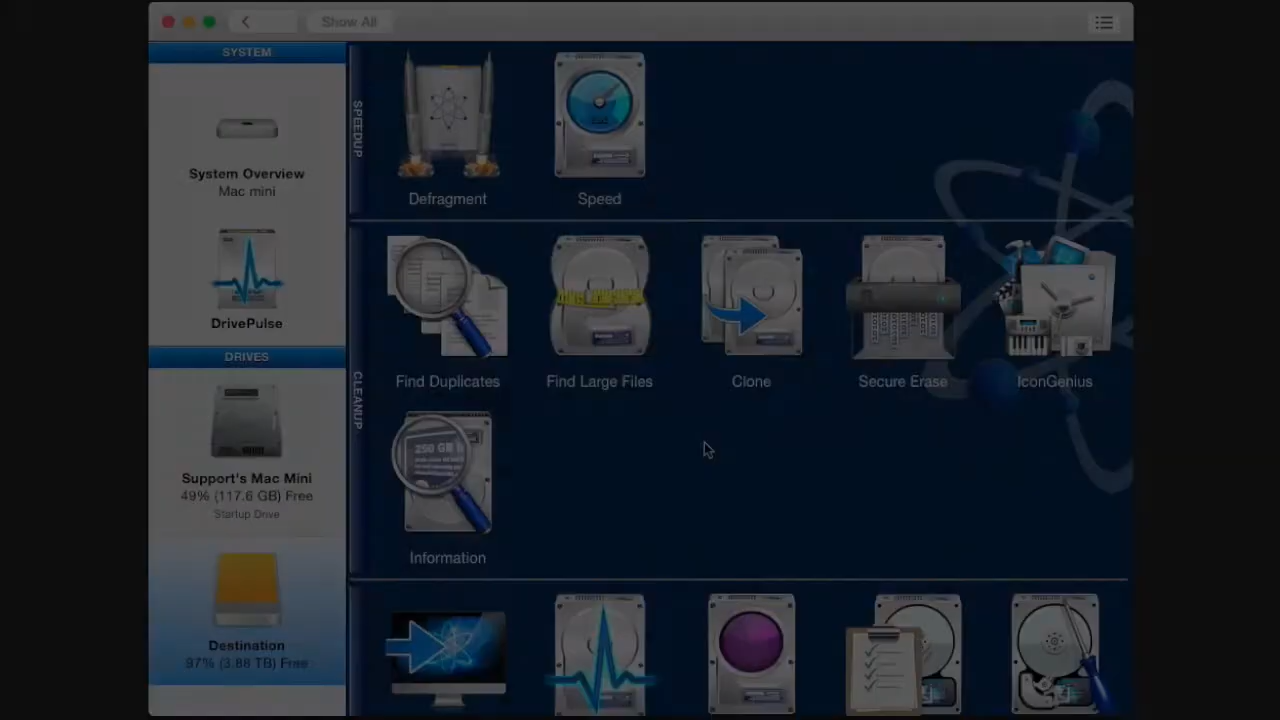 Show All
SYSTEM
System Overview
Mac mini
DrivePulse
DRIVES
Support's Mac Mini
49% (117.6 GB) Free
Startup Drive
Destination
97% (3.88 TB) Free
SPEEDUP
Defragment
Speed
CLEANUP
Find Duplicates
Find Large Files
Clone
Secure Erase
IconGenius
250 GB
Information